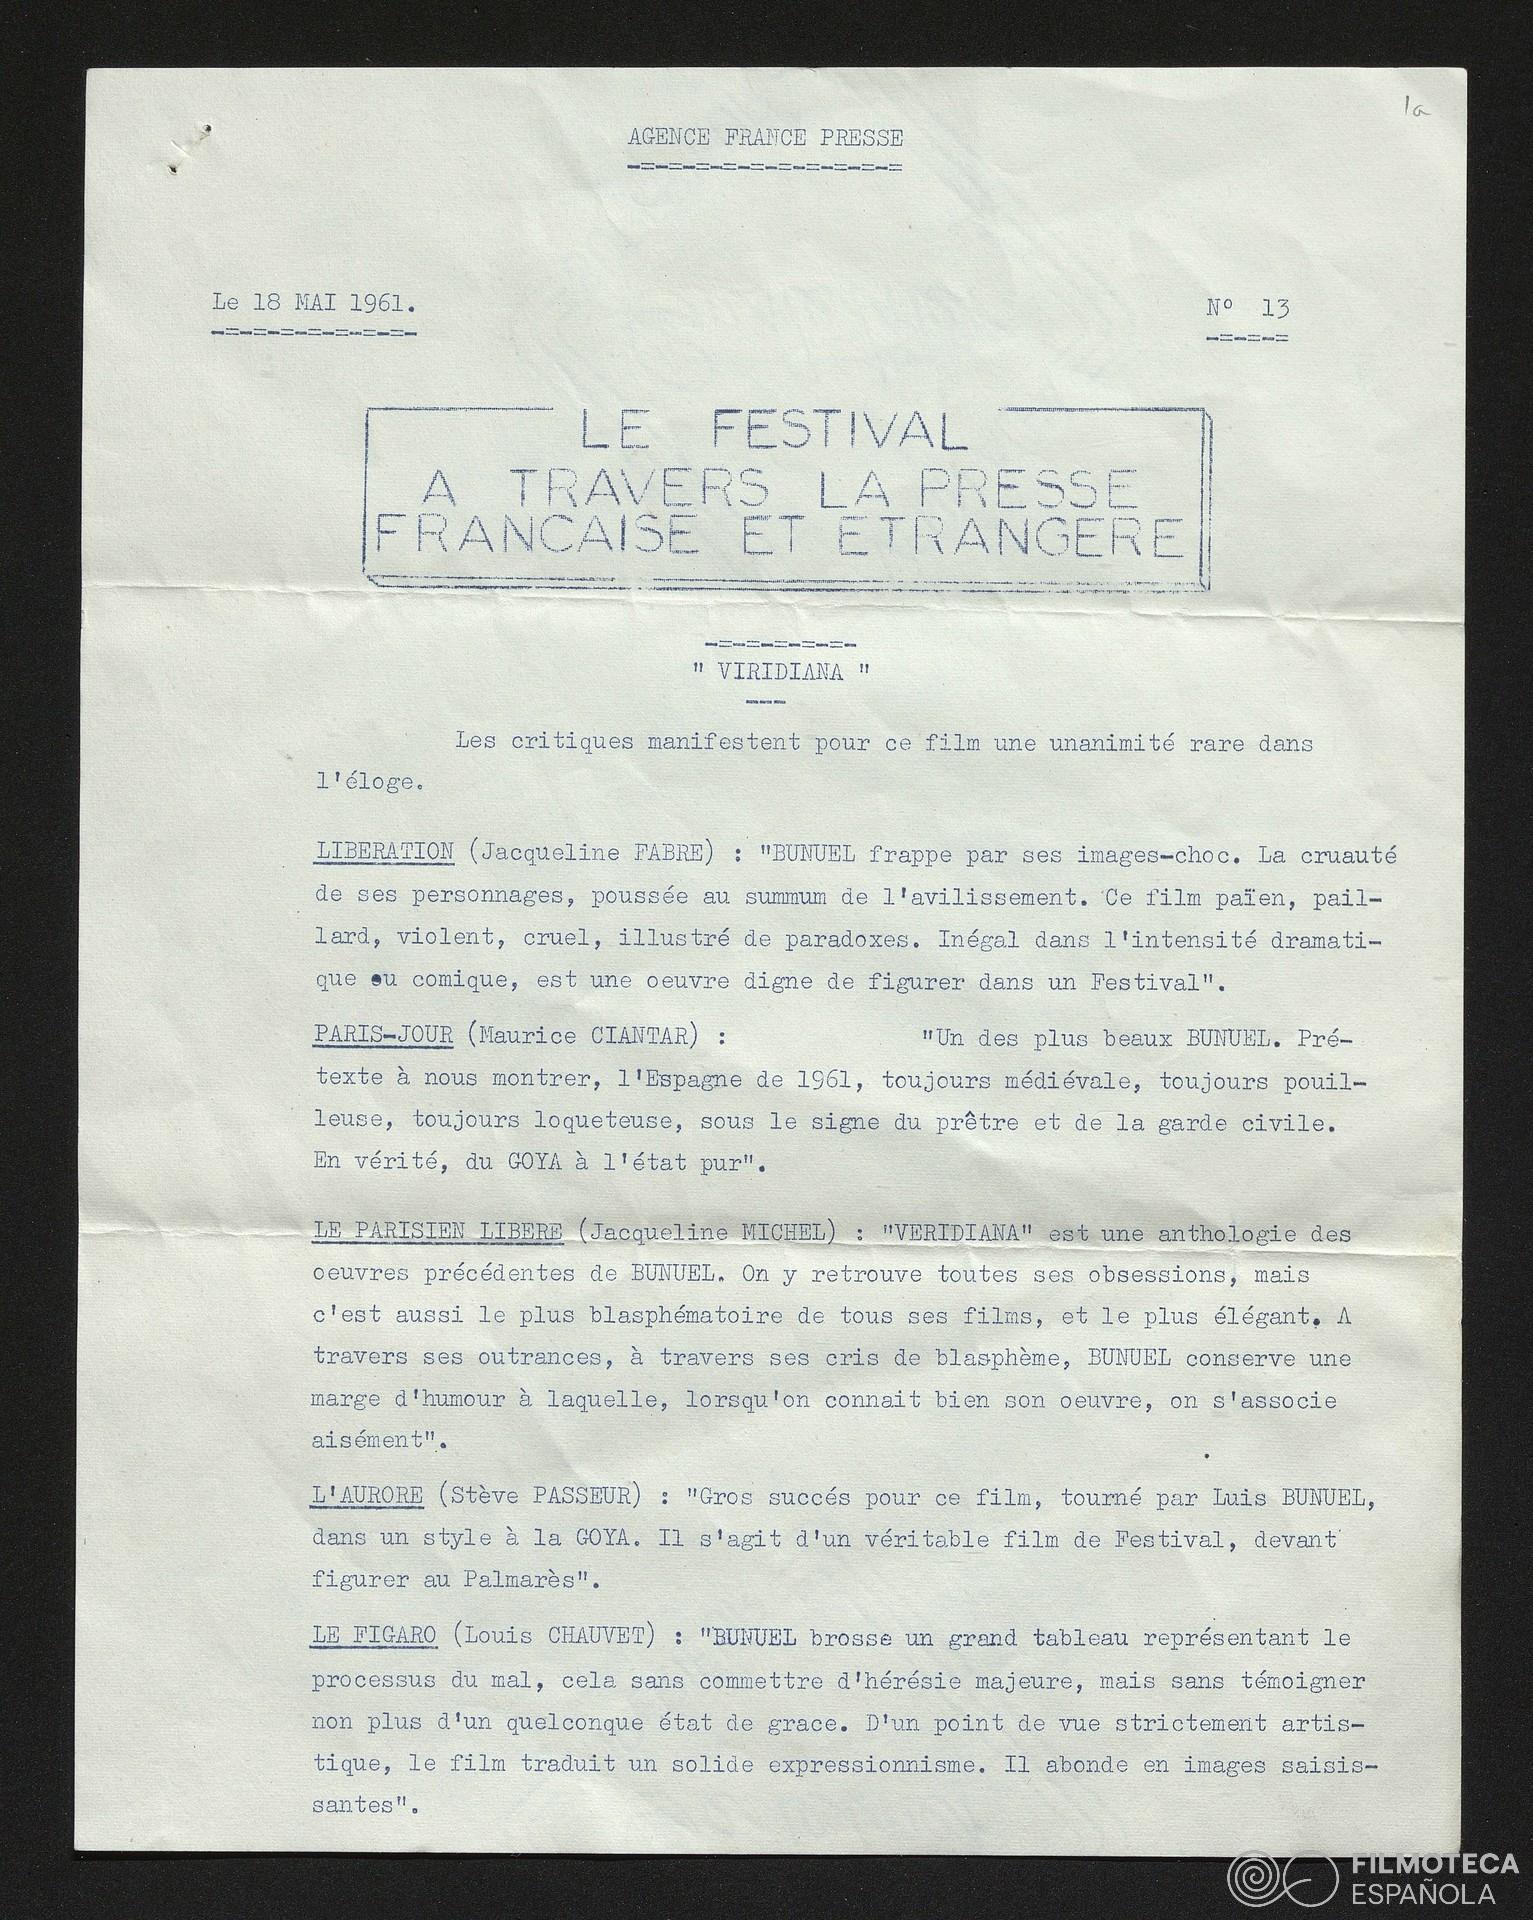 1a
AGENCE FRANCE PRESSE
Le 18 MAI 1961.
Nº 13
LE FESTIVAL
A TRAVERS LA PRESSE
FRANCAISE ET ETRANGERE
" VIRIDIANA "
Les critiques manifestent pour ce film une unanimité rare dans
l'éloge.
LIBERATION (Jacqueline FABRE) : "BUNUEL frappe par ses images-choc. La cruauté
de ses personnages, poussée au summum de l'avilissement. Ce film païen, pail-
lard, violent, cruel, illustré de paradoxes. Inégal dans l'intensité dramati-
que ou comique, est une oeuvre digne de figurer dans un Festival".
PARIS-JOUR (Maurice CIANTAR) : "Un des plus beaux BUNUEL. Pré-
texte à nous montrer, l'Espagne de 1961, toujours médiévale, toujours pouil-
leuse, toujours loqueteuse, sous le signe du prêtre et de la garde civile.
En vérité, du GOYA à l'état pur".
LE PARISIEN LIBERE (Jacqueline MICHEL) : "VERIDIANA" est une anthologie des
oeuvres précédentes de BUNUEL. On y retrouve toutes ses obsessions, mais
c'est aussi le plus blasphématoire de tous ses films, et le plus élégant. A
travers ses outrances, à travers ses cris de blasphème, BUNUEL conserve une
marge d'humour à laquelle, lorsqu'on connait bien son oeuvre, on s'associe
aisément".
L'AURORE (Stève PASSEUR) : "Gros succés pour ce film, tourné par Luis BUNUEL,
dans un style à la GOYA. Il s'agit d'un véritable film de Festival, devant
figurer au Palmarès".
LE FIGARO (Louis CHAUVET) : "BUNUEL brosse un grand tableau représentant le
processus du mal, cela sans commettre d'hérésie majeure, mais sans témoigner
non plus d'un quelconque état de grace. D'un point de vue strictement artis-
tique, le film traduit un solide expressionnisme. Il abonde en images saisis-
santes".
FILMOTECA
ESPAÑOLA